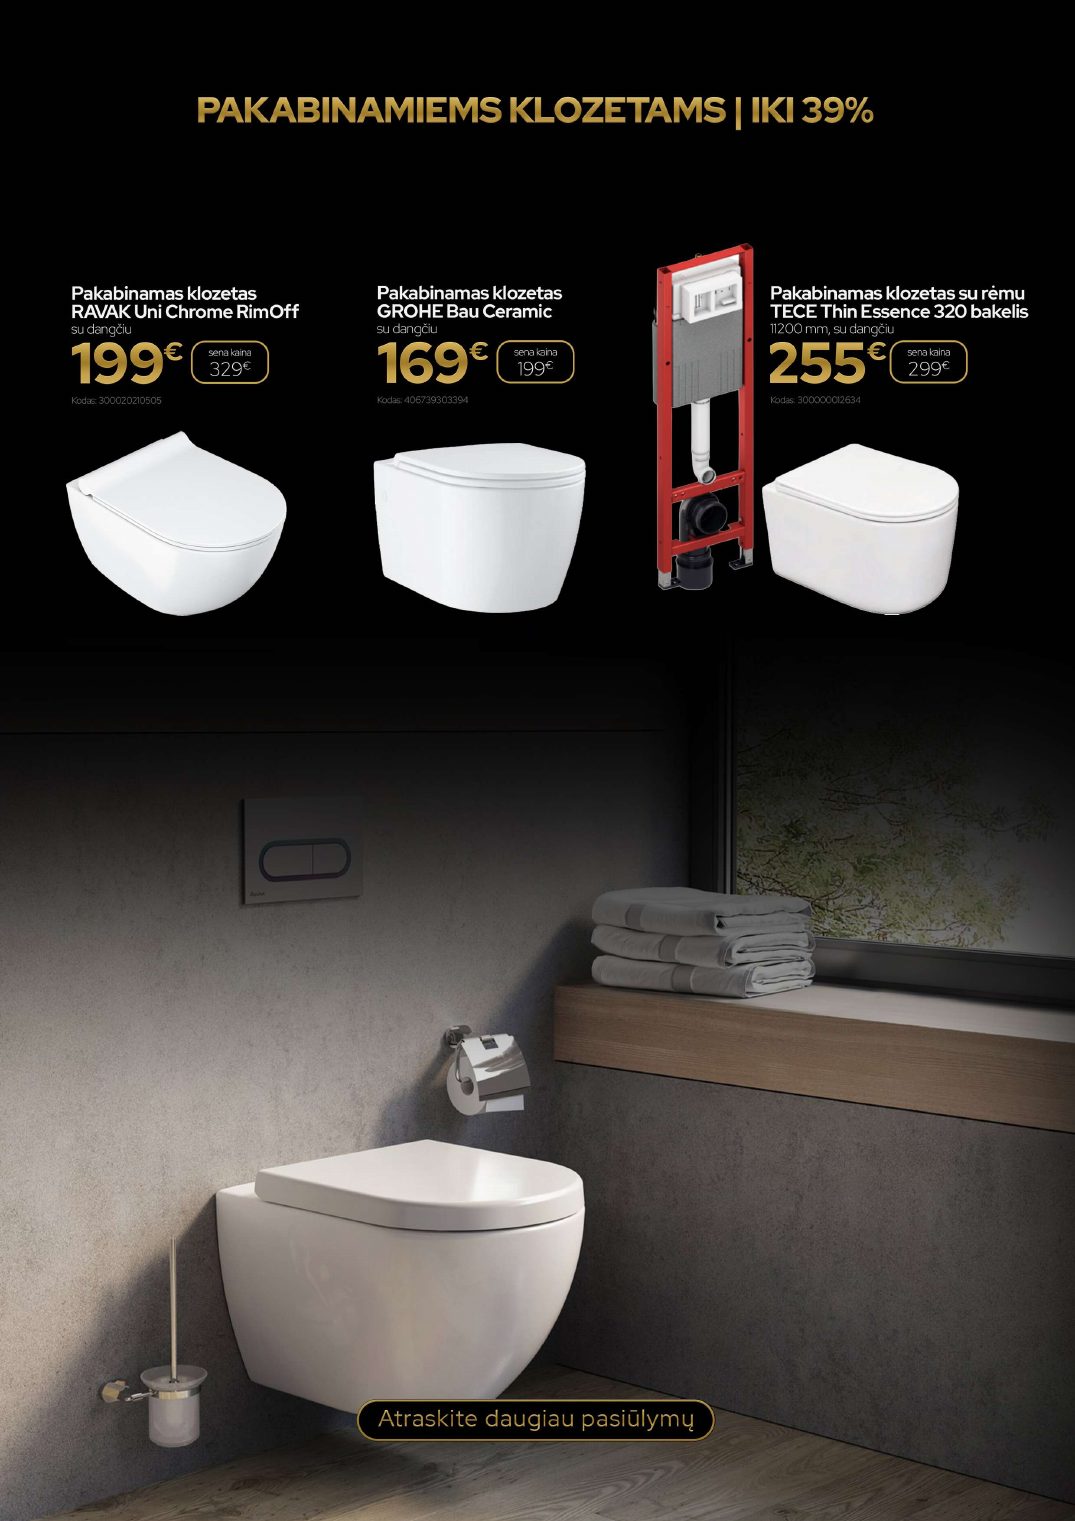 PAKABINAMIEMS KLOZETAMS | IKI 39%
Pakabinamas klozetas
RAVAK Uni Chrome RimOff
su dangčiu
199€
sena kaina
329€
Kodas: 300020210505
Pakabinamas klozetas
GROHE Bau Ceramic
su dangčiu
169€
sena kaina
199€
Kodas: 406739303394
Pakabinamas klozetas su rėmu
TECE Thin Essence 320 bakelis
11200 mm, su dangčiu
255€
sena kaina
299€
Kodas. 300000012634
Atraskite daugiau pasiūlymų